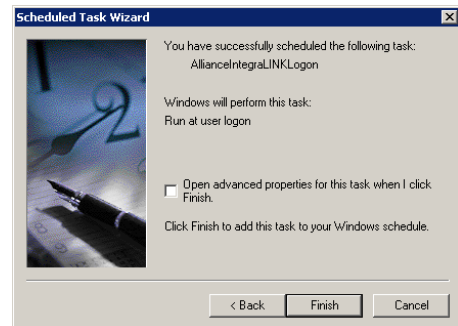 Scheduled Task Wizard
You have successfully scheduled the following task:
AllianceIntegraLINKLogon
Windows will perform this task:
Run at user logon
Open advanced properties for this task when I click
Finish.
Click Finish to add this task to your Windows schedule.
< Back
Finish
Cancel